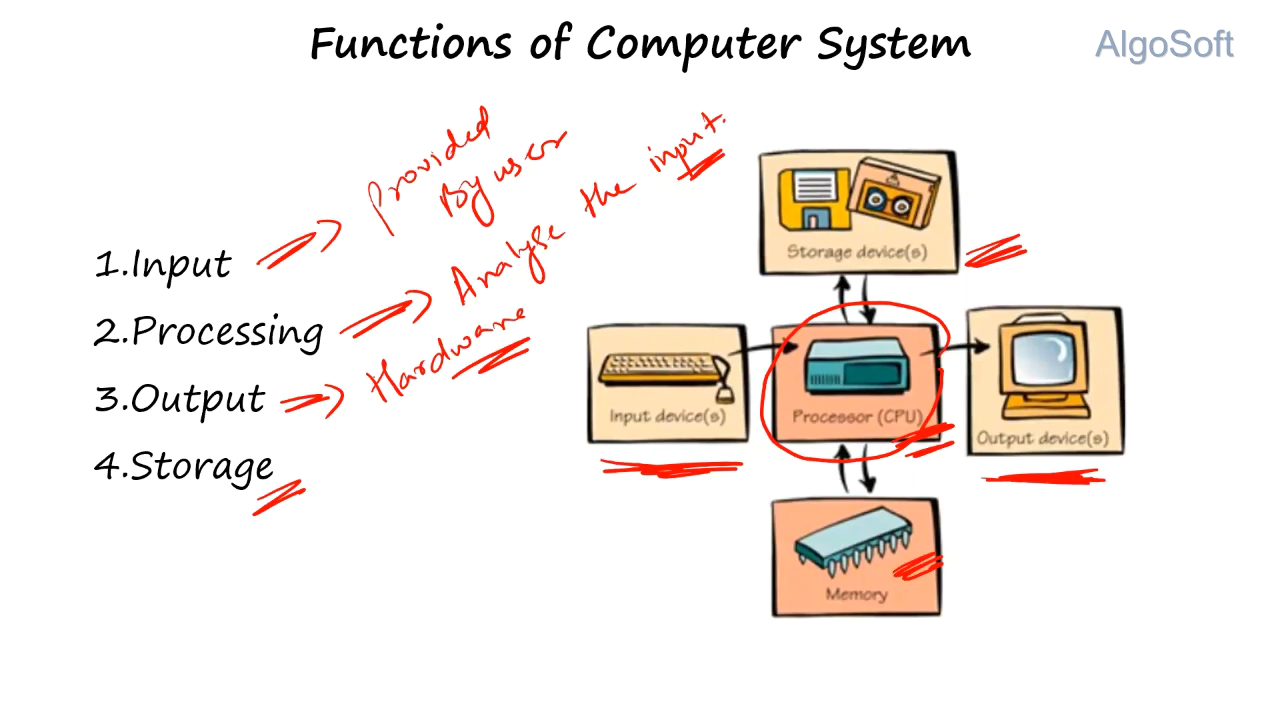 Functions of Computer System
AlgoSoft
1.Input
Provided
By user
2.Processing
Analyse the input.
3.Output
Hardware
4.Storage
Storage device(s)
Input device(s)
Processor (CPU)
Output device(s)
Memory